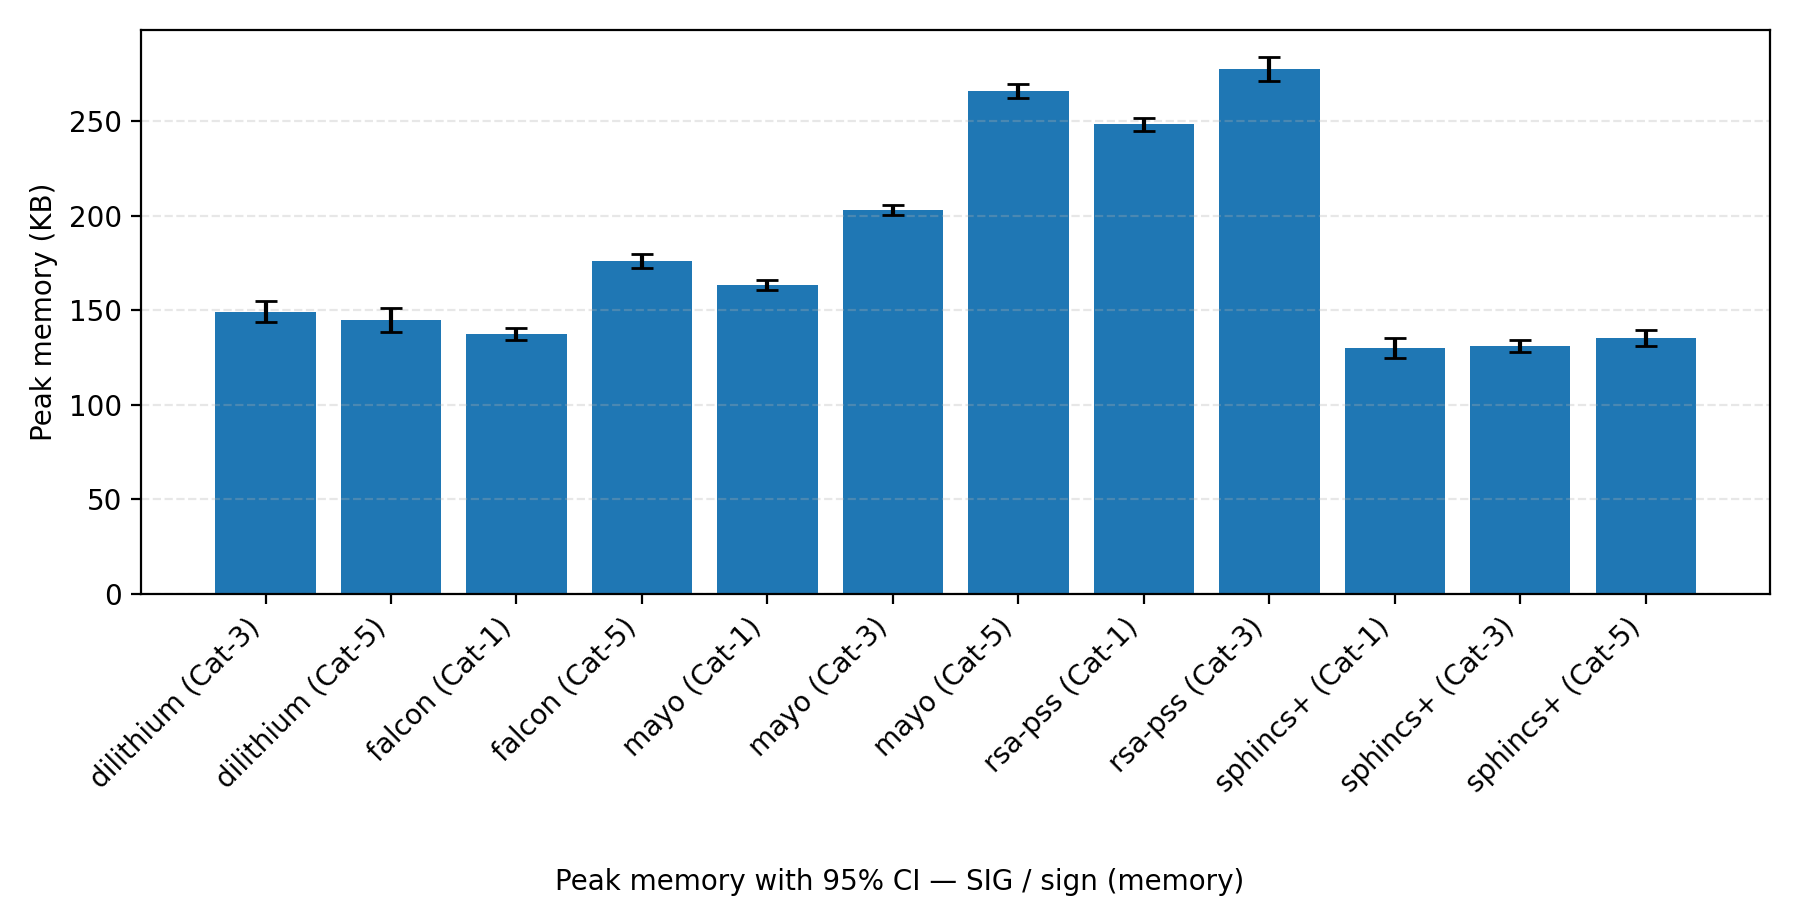 Peak memory (KB)
250
200
150
100
50
0
dilithium (Cat-3)
dilithium (Cat-5)
falcon (Cat-1)
falcon (Cat-5)
mayo (Cat-1)
mayo (Cat-3)
mayo (Cat-5)
rsa-pss (Cat-1)
rsa-pss (Cat-3)
sphincs+ (Cat-1)
sphincs+ (Cat-3)
sphincs+ (Cat-5)
Peak memory with 95% CI — SIG / sign (memory)